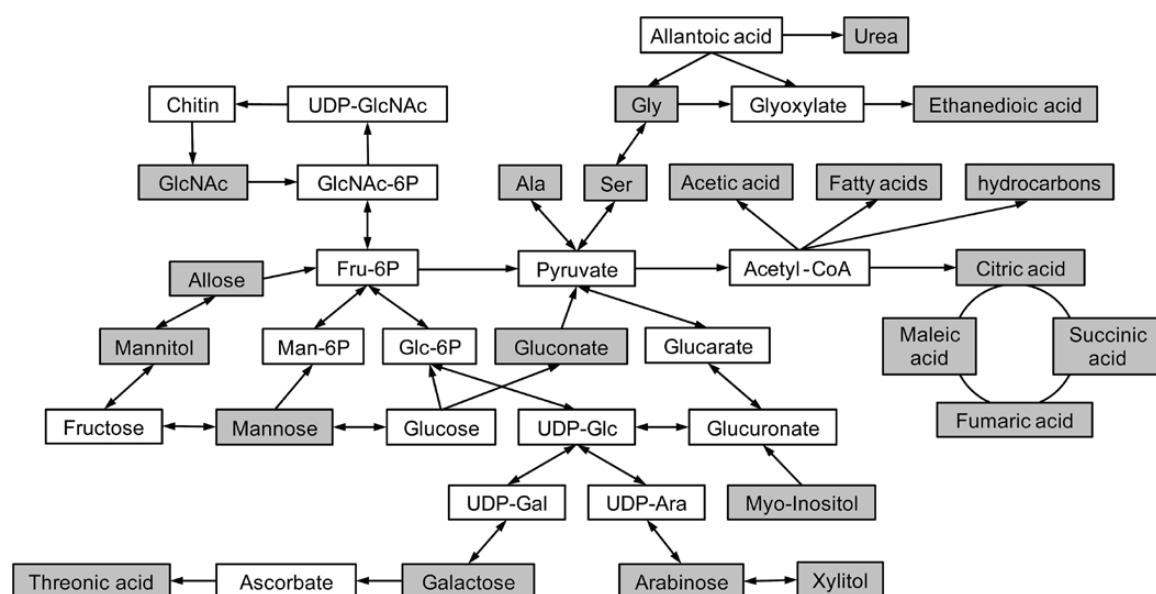 Allantoic acid
Urea
Chitin
UDP-GlcNAc
Gly
Glyoxylate
Ethanedioic acid
GlcNAc
GlcNAc-6P
Ala
Ser
Acetic acid
Fatty acids
hydrocarbons
Allose
Fru-6P
Pyruvate
Acetyl-CoA
Citric acid
Mannitol
Man-6P
Glc-6P
Gluconate
Glucarate
Maleic
acid
Succinic
acid
Fructose
Mannose
Glucose
UDP-Glc
Glucuronate
Fumaric acid
UDP-Gal
UDP-Ara
Myo-Inositol
Threonic acid
Ascorbate
Galactose
Arabinose
Xylitol